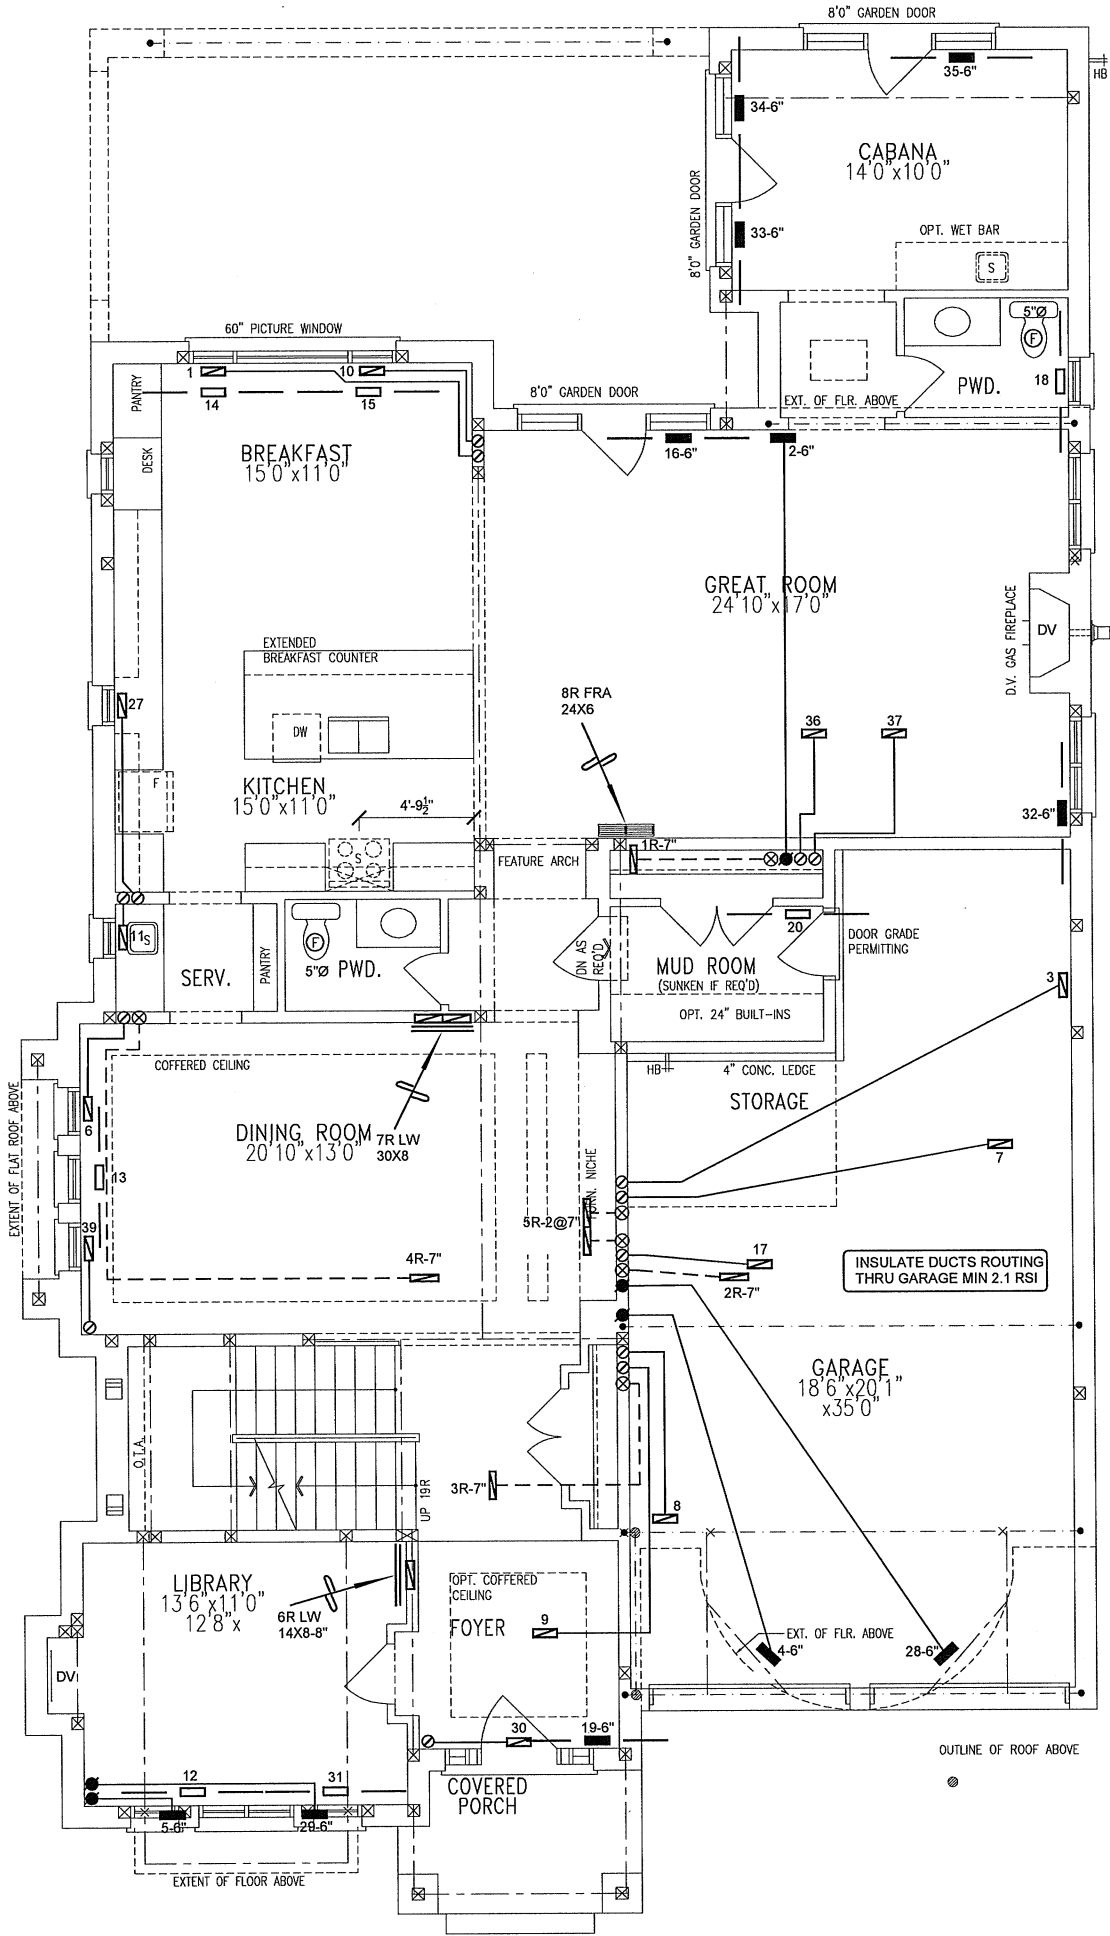 8'0" GARDEN DOOR
35-6"
HB
34-6"
CABANA
14'0"x10'0"
8'0" GARDEN DOOR
33-6"
OPT. WET BAR
S
5"Ø
F
PWD.
18
EXT. OF FLR. ABOVE
60" PICTURE WINDOW
1
10
14
15
PANTRY
DESK
BREAKFAST
15'0"x11'0"
8'0" GARDEN DOOR
16-6"
2-6"
GREAT ROOM
24'10"x17'0"
D.V. GAS FIREPLACE
DV
EXTENDED
BREAKFAST COUNTER
DW
27
F
KITCHEN
15'0"x11'0"
4'-9½"
S
8R FRA
24X6
36
37
32-6"
1R-7"
FEATURE ARCH
11
S
SERV.
PANTRY
F
5"Ø
PWD.
DN AS
REQ'D
MUD ROOM
(SUNKEN IF REQ'D)
20
OPT. 24" BUILT-INS
DOOR GRADE
PERMITTING
3
HB
4" CONC. LEDGE
STORAGE
COFFERED CEILING
EXTENT OF FLAT ROOF ABOVE
6
13
39
DINING ROOM
20'10"x13'0"
7R LW
30X8
FURN. NICHE
5R-2@7"
4R-7"
7
17
2R-7"
INSULATE DUCTS ROUTING
THRU GARAGE MIN 2.1 RSI
GARAGE
18'6"x20'1"
x35'0"
O.T.A.
UP 19R
3R-7"
8
LIBRARY
13'6"x11'0"
12'8"x
6R LW
14X8-8"
OPT. COFFERED
CEILING
FOYER
9
EXT. OF FLR. ABOVE
4-6"
28-6"
DV
30
19-6"
12
31
5-6"
29-6"
COVERED
PORCH
OUTLINE OF ROOF ABOVE
EXTENT OF FLOOR ABOVE